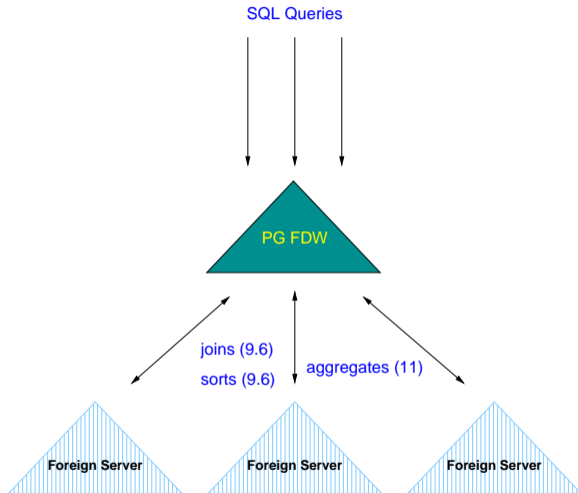 SQL Queries
PG FDW
joins (9.6)
sorts (9.6)
aggregates (11)
Foreign Server
Foreign Server
Foreign Server